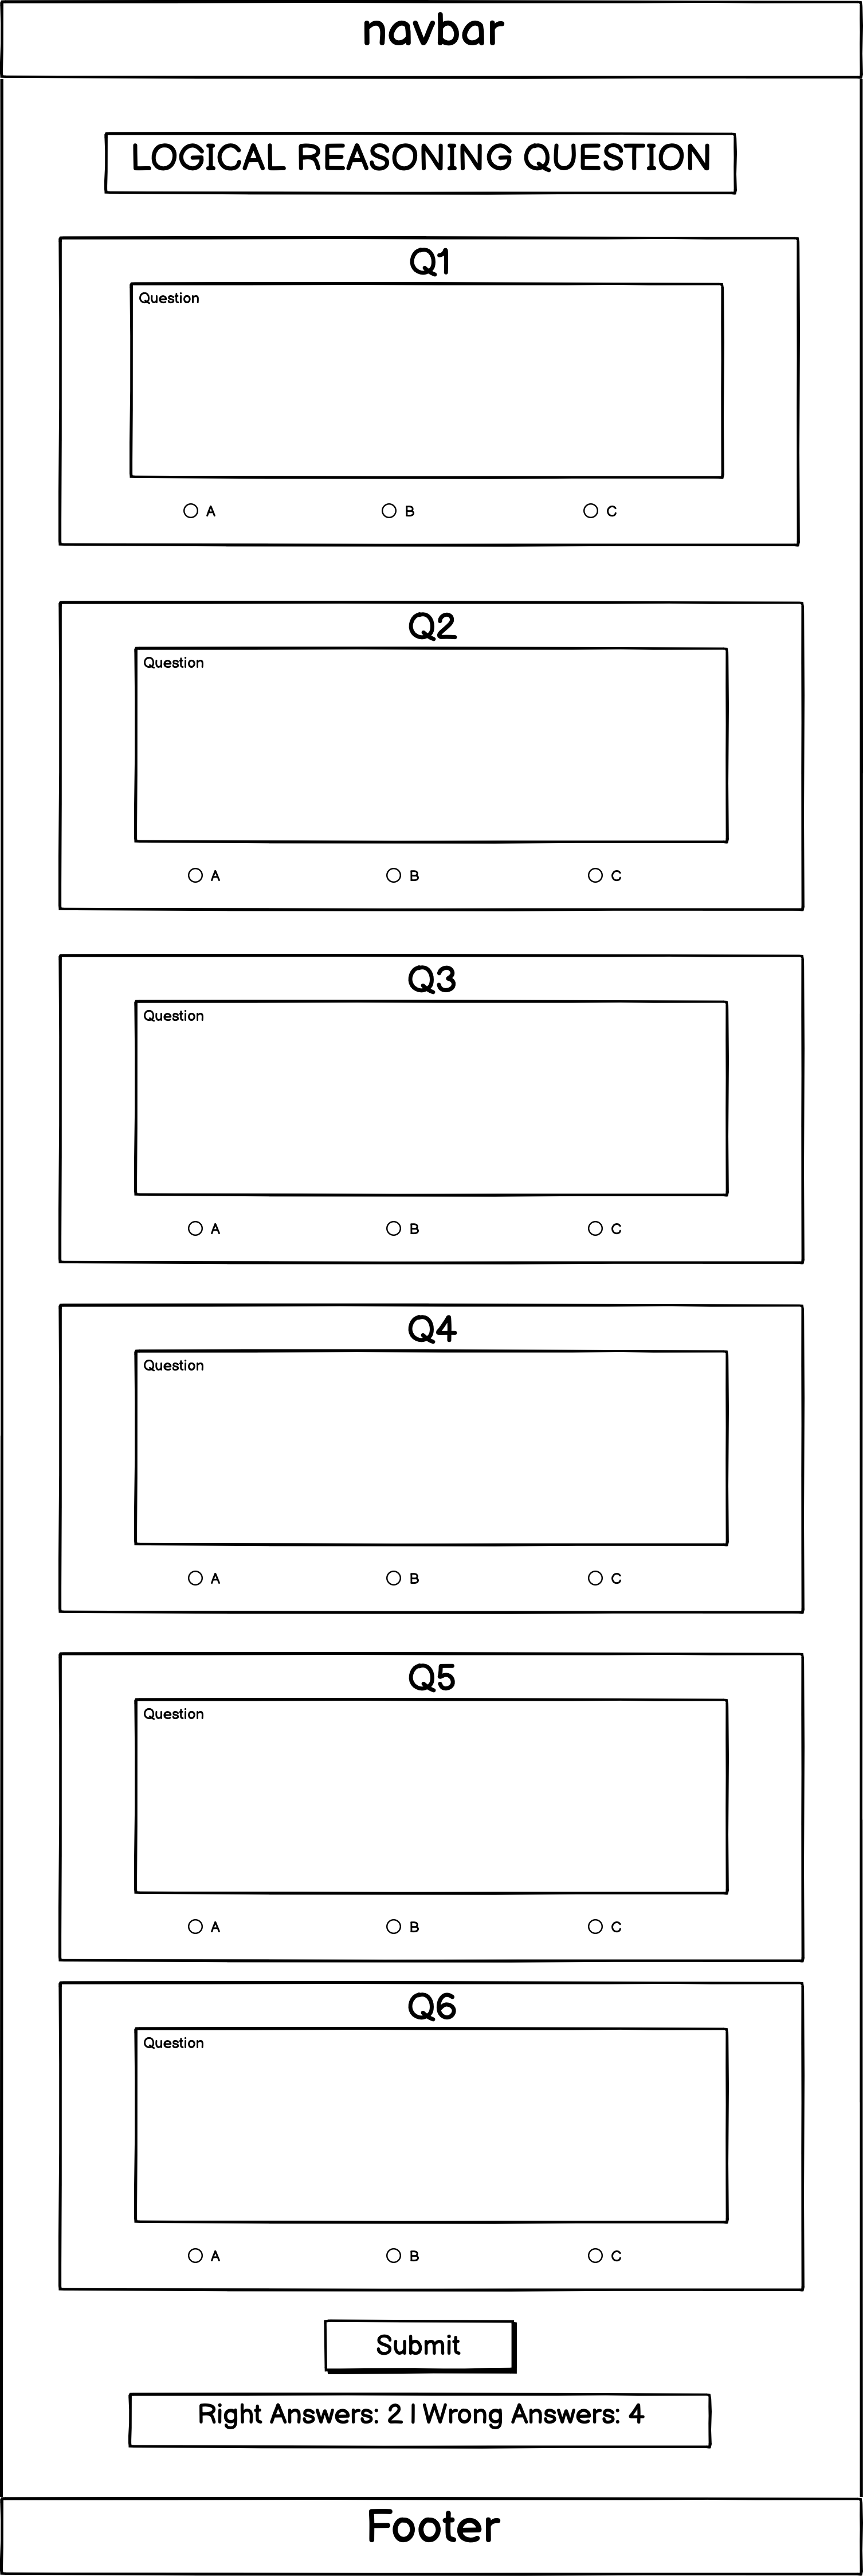 navbar
LOGICAL REASONING QUESTION
Q1
Question
A B C
Q2
Question
A B C
Q3
Question
A B C
Q4
Question
A B C
Q5
Question
A B C
Q6
Question
A B C
Submit
Right Answers: 2 | Wrong Answers: 4
Footer